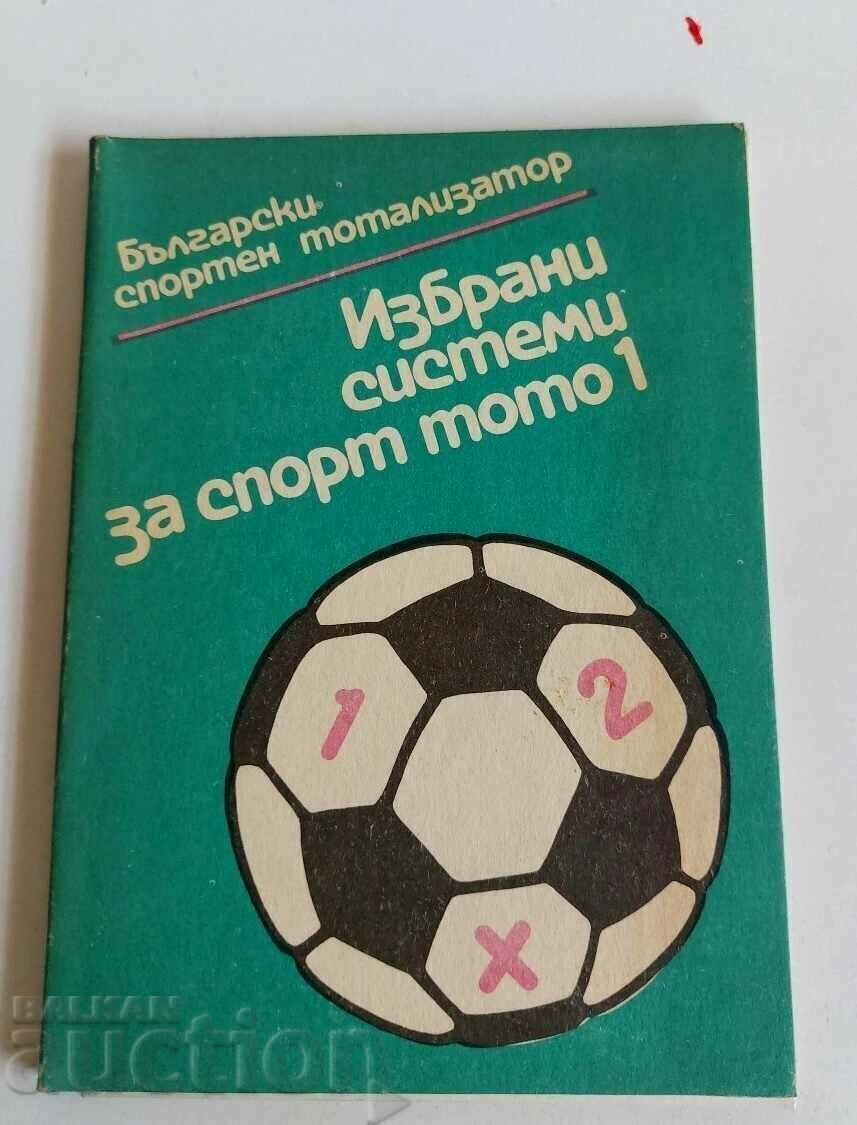 Български
спортен тотализатор
Избрани
системи
за спорт тото 1
1
2
X
BALKAN
auction